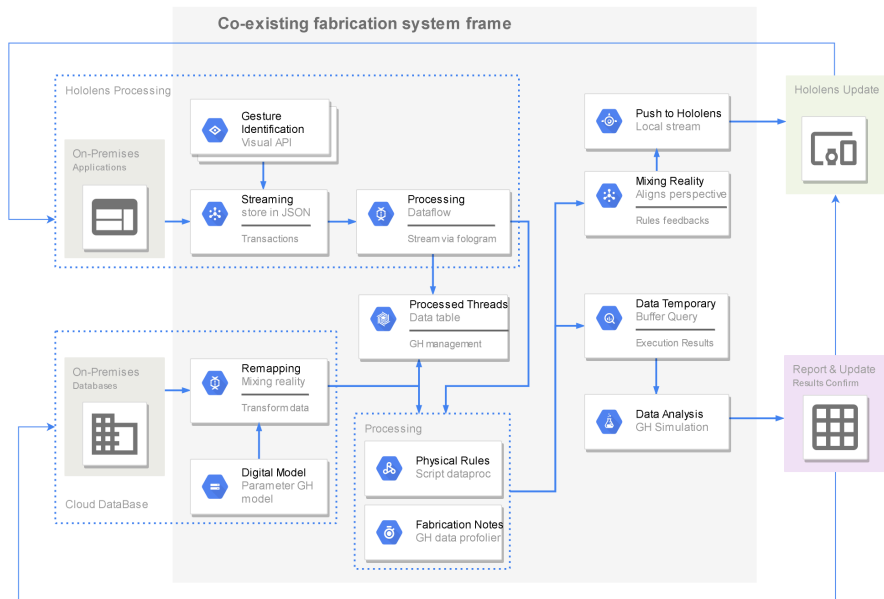 Co-existing fabrication system frame
Hololens Processing
On-Premises
Applications
Gesture
Identification
Visual API
Streaming
store in JSON
Transactions
Processing
Dataflow
Stream via fologram
Processed Threads
Data table
GH management
On-Premises
Databases
Cloud DataBase
Remapping
Mixing reality
Transform data
Digital Model
Parameter GH
model
Processing
Physical Rules
Script dataproc
Fabrication Notes
GH data profolier
Push to Hololens
Local stream
Mixing Reality
Aligns perspective
Rules feedbacks
Data Temporary
Buffer Query
Execution Results
Data Analysis
GH Simulation
Hololens Update
Report & Update
Results Confirm